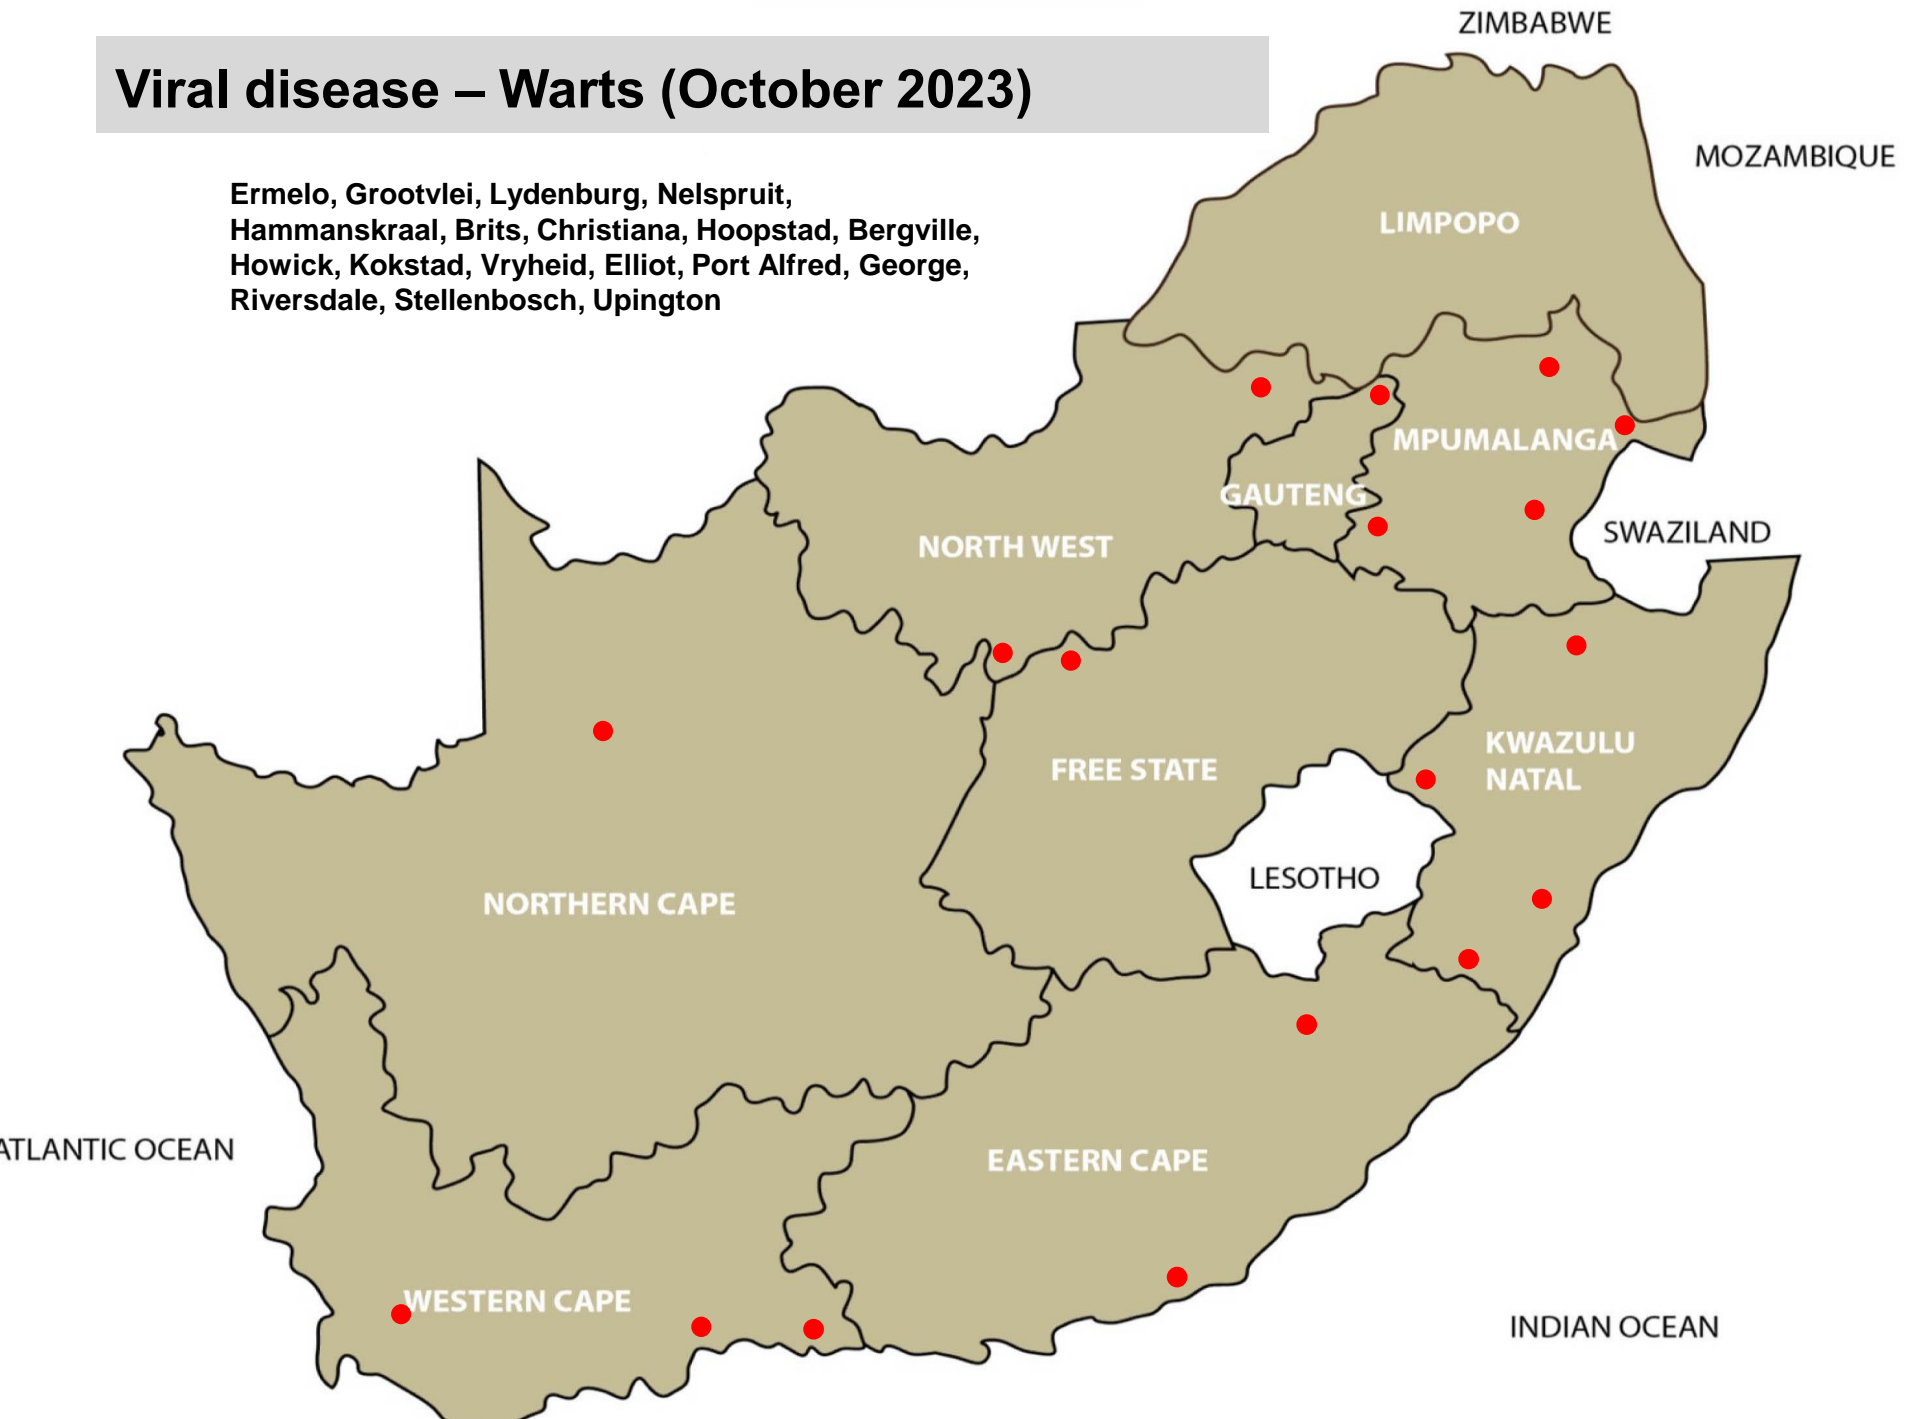 ZIMBABWE
Viral disease – Warts (October 2023)
MOZAMBIQUE
Ermelo, Grootvlei, Lydenburg, Nelspruit,
Hammanskraal, Brits, Christiana, Hoopstad, Bergville,
Howick, Kokstad, Vryheid, Elliot, Port Alfred, George,
Riversdale, Stellenbosch, Upington
LIMPOPO
MPUMALANGA
GAUTENG
SWAZILAND
NORTH WEST
KWAZULU
NATAL
FREE STATE
LESOTHO
NORTHERN CAPE
ATLANTIC OCEAN
EASTERN CAPE
WESTERN CAPE
INDIAN OCEAN